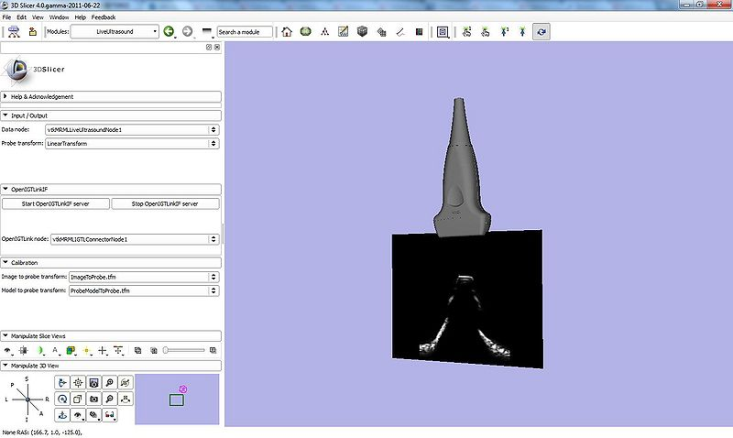 3D Slicer 4.0.gamma-2011-06-22
File Edit View Window Help Feedback
Modules: LiveUltrasound Search a module
3DSlicer
Help & Acknowledgement
Input / Output
Data node: vtkMRMLLiveUltrasoundNode1
Probe transform: LinearTransform
OpenIGTLinkIF
Start OpenIGTLinkIF server Stop OpenIGTLinkIF server
OpenIGTLink node: vtkMRMLIGTLConnectorNode1
Calibration
Image to probe transform: ImageToProbe.tfm
Model to probe transform: ProbeModelToProbe.tfm
Manipulate Slice Views
Manipulate 3D View
S
P
L R
A
I
None RAS: (166.7, 1.0, -125.0),